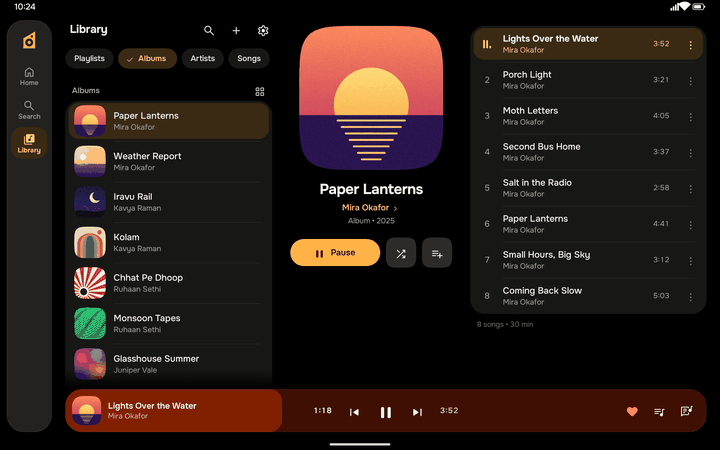 10:24
Home
Search
Library
Library
Playlists
Albums
Artists
Songs
Albums
Paper Lanterns
Mira Okafor
Weather Report
Mira Okafor
Iravu Rail
Kavya Raman
Kolam
Kavya Raman
Chhat Pe Dhoop
Ruhaan Sethi
Monsoon Tapes
Ruhaan Sethi
Glasshouse Summer
Juniper Vale
Paper Lanterns
Mira Okafor
Album • 2025
Pause
Lights Over the Water
Mira Okafor
3:52
2 Porch Light 3:21
Mira Okafor
3 Moth Letters 4:05
Mira Okafor
4 Second Bus Home 3:37
Mira Okafor
5 Salt in the Radio 2:58
Mira Okafor
6 Paper Lanterns 4:41
Mira Okafor
7 Small Hours, Big Sky 3:12
Mira Okafor
8 Coming Back Slow 5:03
Mira Okafor
8 songs • 30 min
Lights Over the Water
Mira Okafor
1:18
3:52